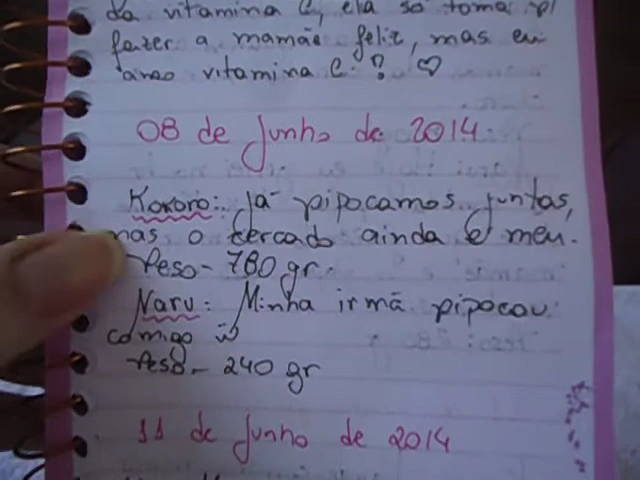 da vitamina C, ela só toma p/
fazer a mamãe feliz, mas eu
amo vitamina C.
08 de Junho de 2014
Kokoro: Já pipocamos juntas,
mas o cercado ainda é meu.
Peso - 780 gr.
Naru: Minha irmã pipocou
comigo
Peso - 240 gr
11 de Junho de 2014